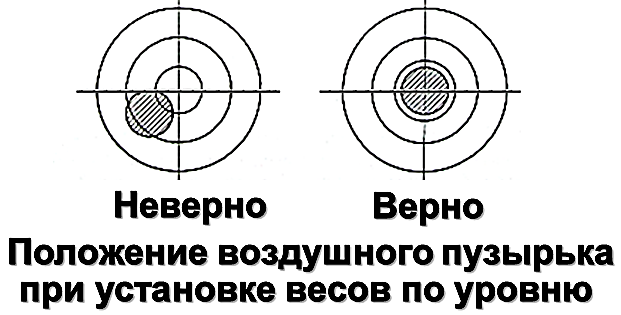 Неверно Верно
Положение воздушного пузырька
при установке весов по уровню